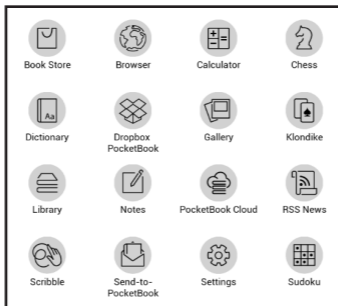 Book Store Browser Calculator Chess
Aa
Dictionary Dropbox PocketBook Gallery Klondike
Library Notes PocketBook Cloud RSS News
Scribble Send-to-PocketBook Settings Sudoku